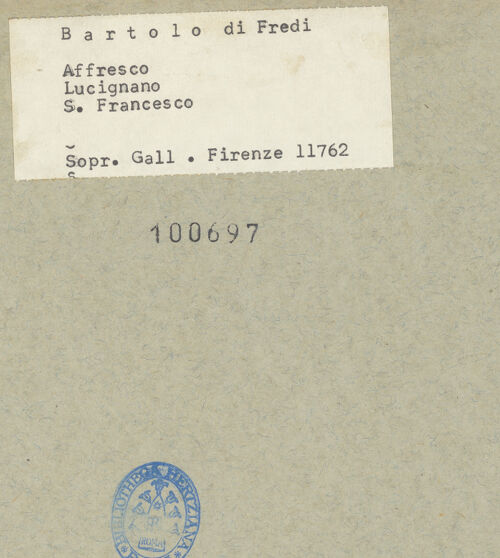 Bartolo di Fredi
Affresco
Lucignano
S. Francesco
Sopr. Gall . Firenze 11762
S
100697
BIBLIOTHECA HERTZIANA
ROMA